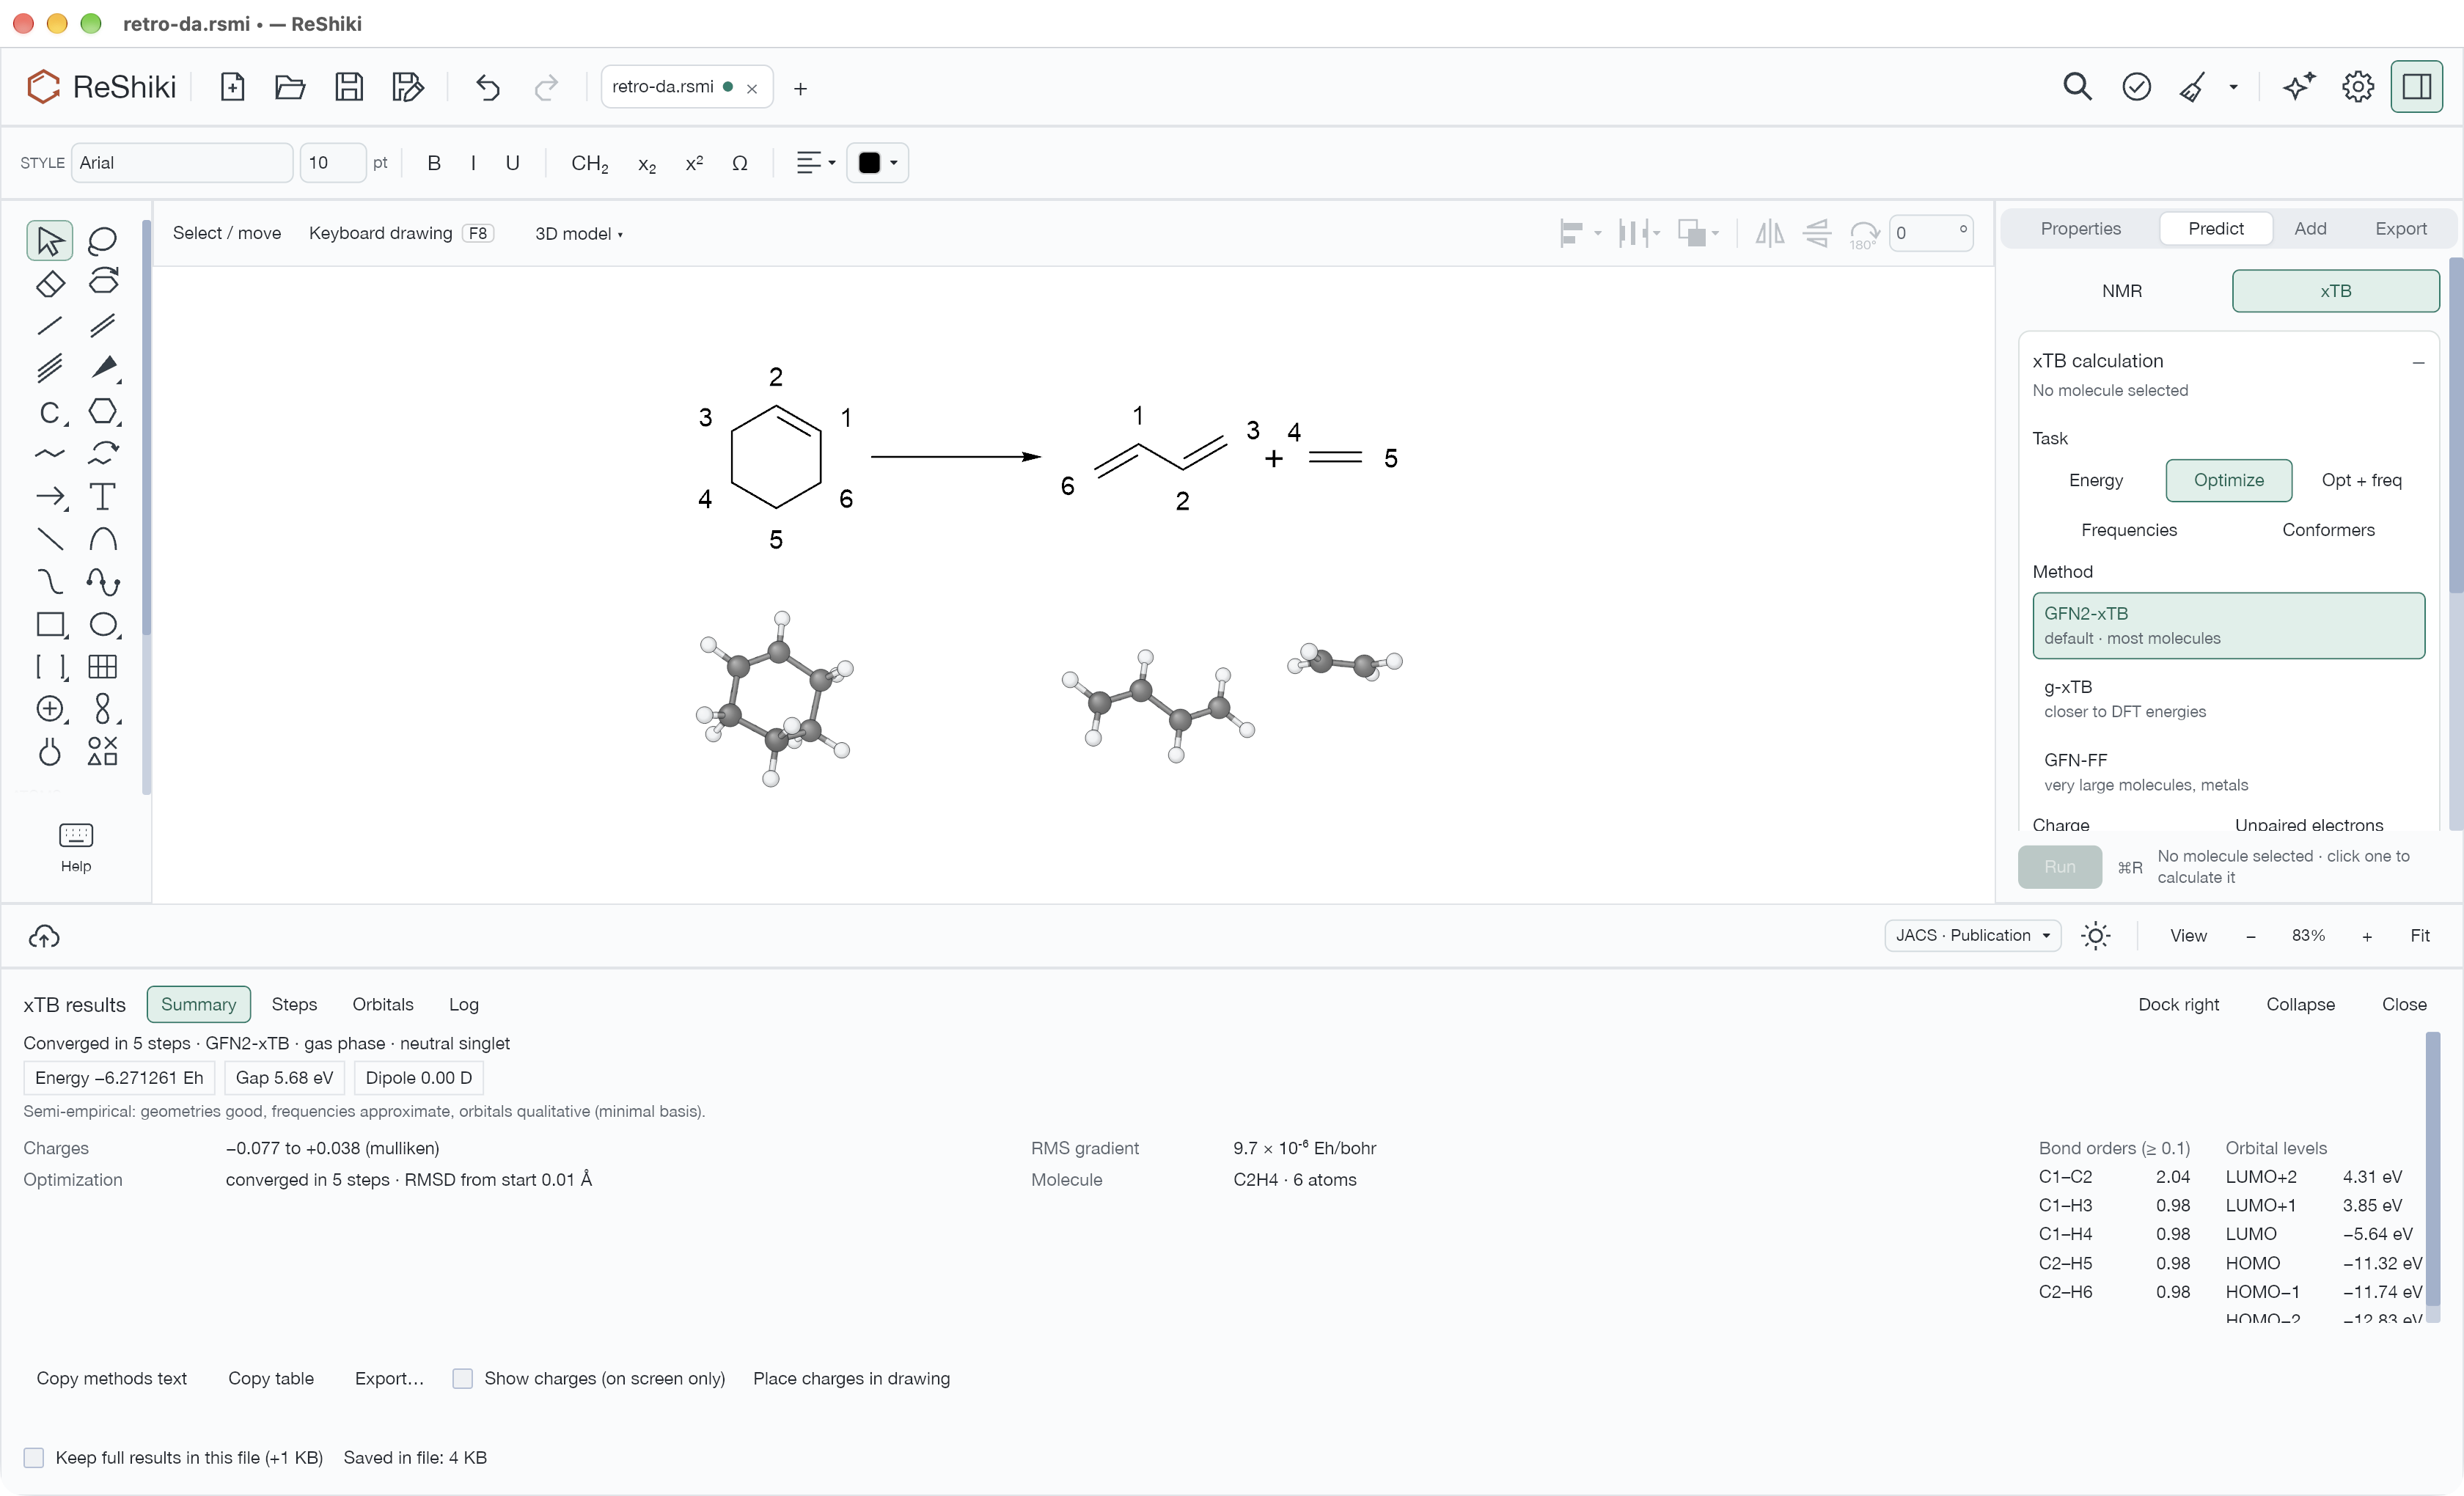 retro-da.rsmi • — ReShiki
ReShiki
retro-da.rsmi
STYLE Arial 10 pt B I U CH₂ x₂ x² Ω
Select / move Keyboard drawing F8 3D model
180°
0 °
Properties Predict Add Export
NMR xTB
xTB calculation
No molecule selected
Task
Energy Optimize Opt + freq
Frequencies Conformers
Method
GFN2-xTB
default · most molecules
g-xTB
closer to DFT energies
GFN-FF
very large molecules, metals
Charge Unpaired electrons
Run ⌘R No molecule selected · click one to
calculate it
C
T
Help
2
3 1
4 6
5
1
3 4
+
6 5
2
JACS · Publication View − 83% + Fit
xTB results Summary Steps Orbitals Log Dock right Collapse Close
Converged in 5 steps · GFN2-xTB · gas phase · neutral singlet
Energy −6.271261 Eh Gap 5.68 eV Dipole 0.00 D
Semi-empirical: geometries good, frequencies approximate, orbitals qualitative (minimal basis).
Charges −0.077 to +0.038 (mulliken)
Optimization converged in 5 steps · RMSD from start 0.01 Å
RMS gradient 9.7 × 10⁻⁶ Eh/bohr
Molecule C2H4 · 6 atoms
Bond orders (≥ 0.1)
C1–C2 2.04
C1–H3 0.98
C1–H4 0.98
C2–H5 0.98
C2–H6 0.98
Orbital levels
LUMO+2 4.31 eV
LUMO+1 3.85 eV
LUMO −5.64 eV
HOMO −11.32 eV
HOMO−1 −11.74 eV
HOMO−2 −12.83 eV
Copy methods text Copy table Export… Show charges (on screen only) Place charges in drawing
Keep full results in this file (+1 KB) Saved in file: 4 KB